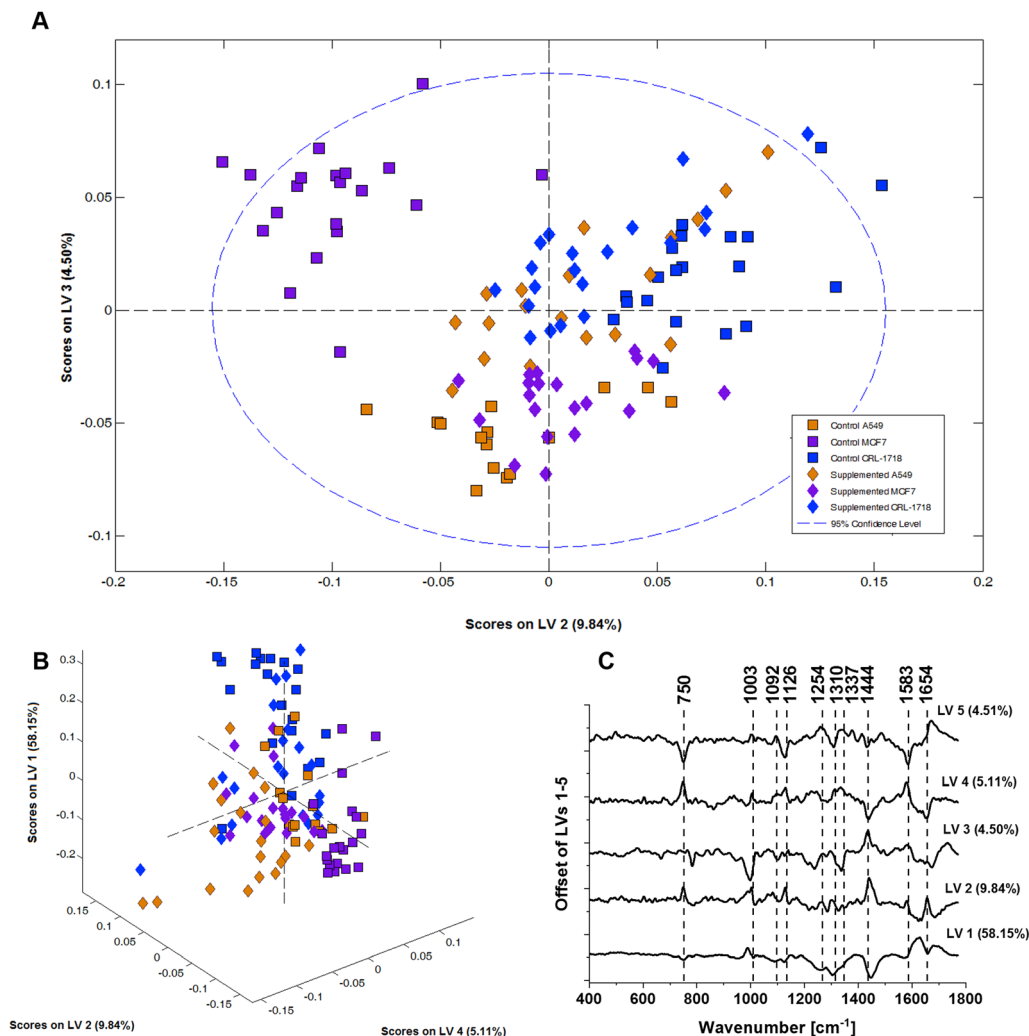 A
0.1
0.05
0
-0.05
-0.1
Scores on LV 3 (4.50%)
-0.2
-0.15
-0.1
-0.05
0
0.05
0.1
0.15
0.2
Scores on LV 2 (9.84%)
Control A549
Control MCF7
Control CRL-1718
Supplemented A549
Supplemented MCF7
Supplemented CRL-1718
95% Confidence Level
B
0.3
0.2
0.1
0
-0.1
-0.2
Scores on LV 1 (58.15%)
0.15
0.1
0.05
0
-0.05
-0.1
-0.15
Scores on LV 2 (9.84%)
-0.1
-0.05
0
0.05
0.1
Scores on LV 4 (5.11%)
C
750
1003
1092
1126
1254
1310
1337
1444
1583
1654
LV 5 (4.51%)
LV 4 (5.11%)
LV 3 (4.50%)
LV 2 (9.84%)
LV 1 (58.15%)
Offset of LVs 1-5
400
600
800
1000
1200
1400
1600
1800
Wavenumber [cm⁻¹]